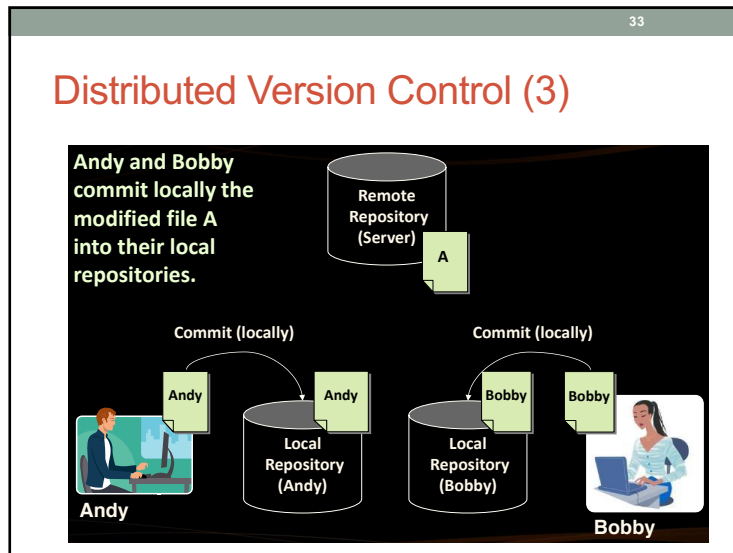 33
Distributed Version Control (3)
Andy and Bobby
commit locally the
modified file A
into their local
repositories.
Remote
Repository
(Server)
A
Commit (locally)
Commit (locally)
Andy
Andy
Bobby
Bobby
Local
Repository
(Andy)
Local
Repository
(Bobby)
Andy
Bobby